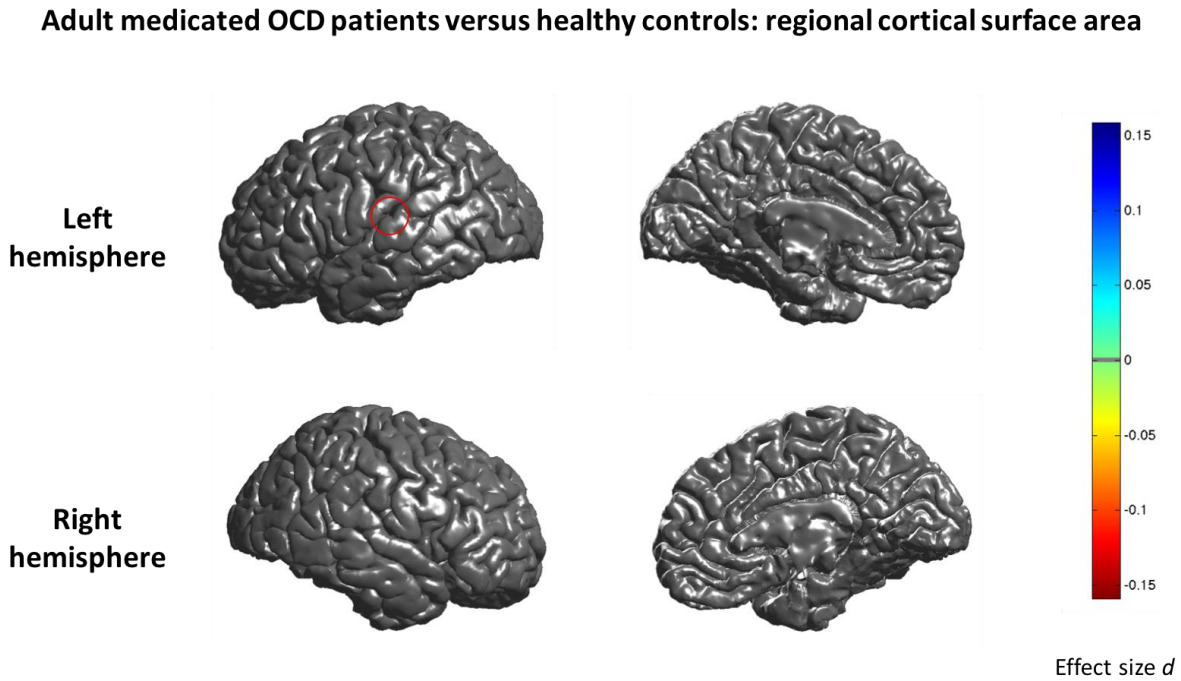 Adult medicated OCD patients versus healthy controls: regional cortical surface area
Left
hemisphere
Right
hemisphere
0.15
0.1
0.05
0
-0.05
-0.1
-0.15
Effect size d